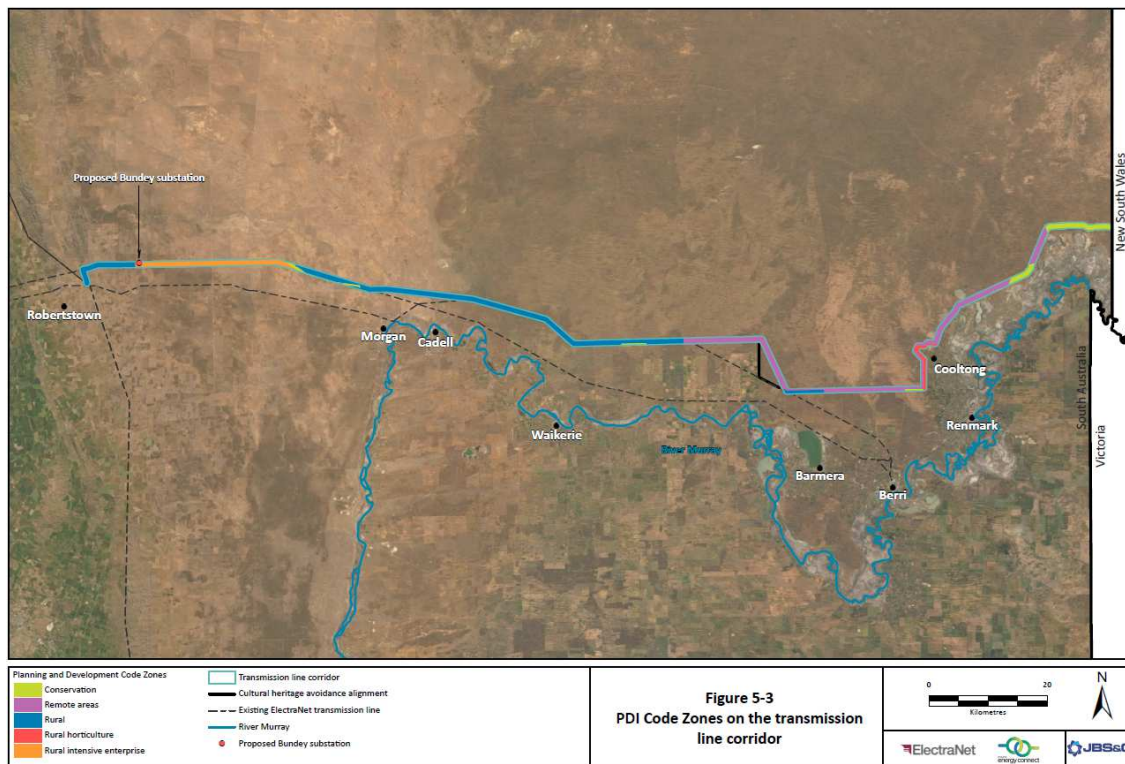 New South Wales
Proposed Bundey substation
Robertstown
Morgan
Cadell
Cooltong
Waikerie
Renmark
South Australia
Victoria
River Murray
Barmera
Berri
Planning and Development Code Zones
Conservation
Remote areas
Rural
Rural horticulture
Rural intensive enterprise
Transmission line corridor
Cultural heritage avoidance alignment
Existing ElectraNet transmission line
River Murray
Proposed Bundey substation
Figure 5-3
PDI Code Zones on the transmission
line corridor
0 20
Kilometres
N
ElectraNet
energy connect
JBS&G